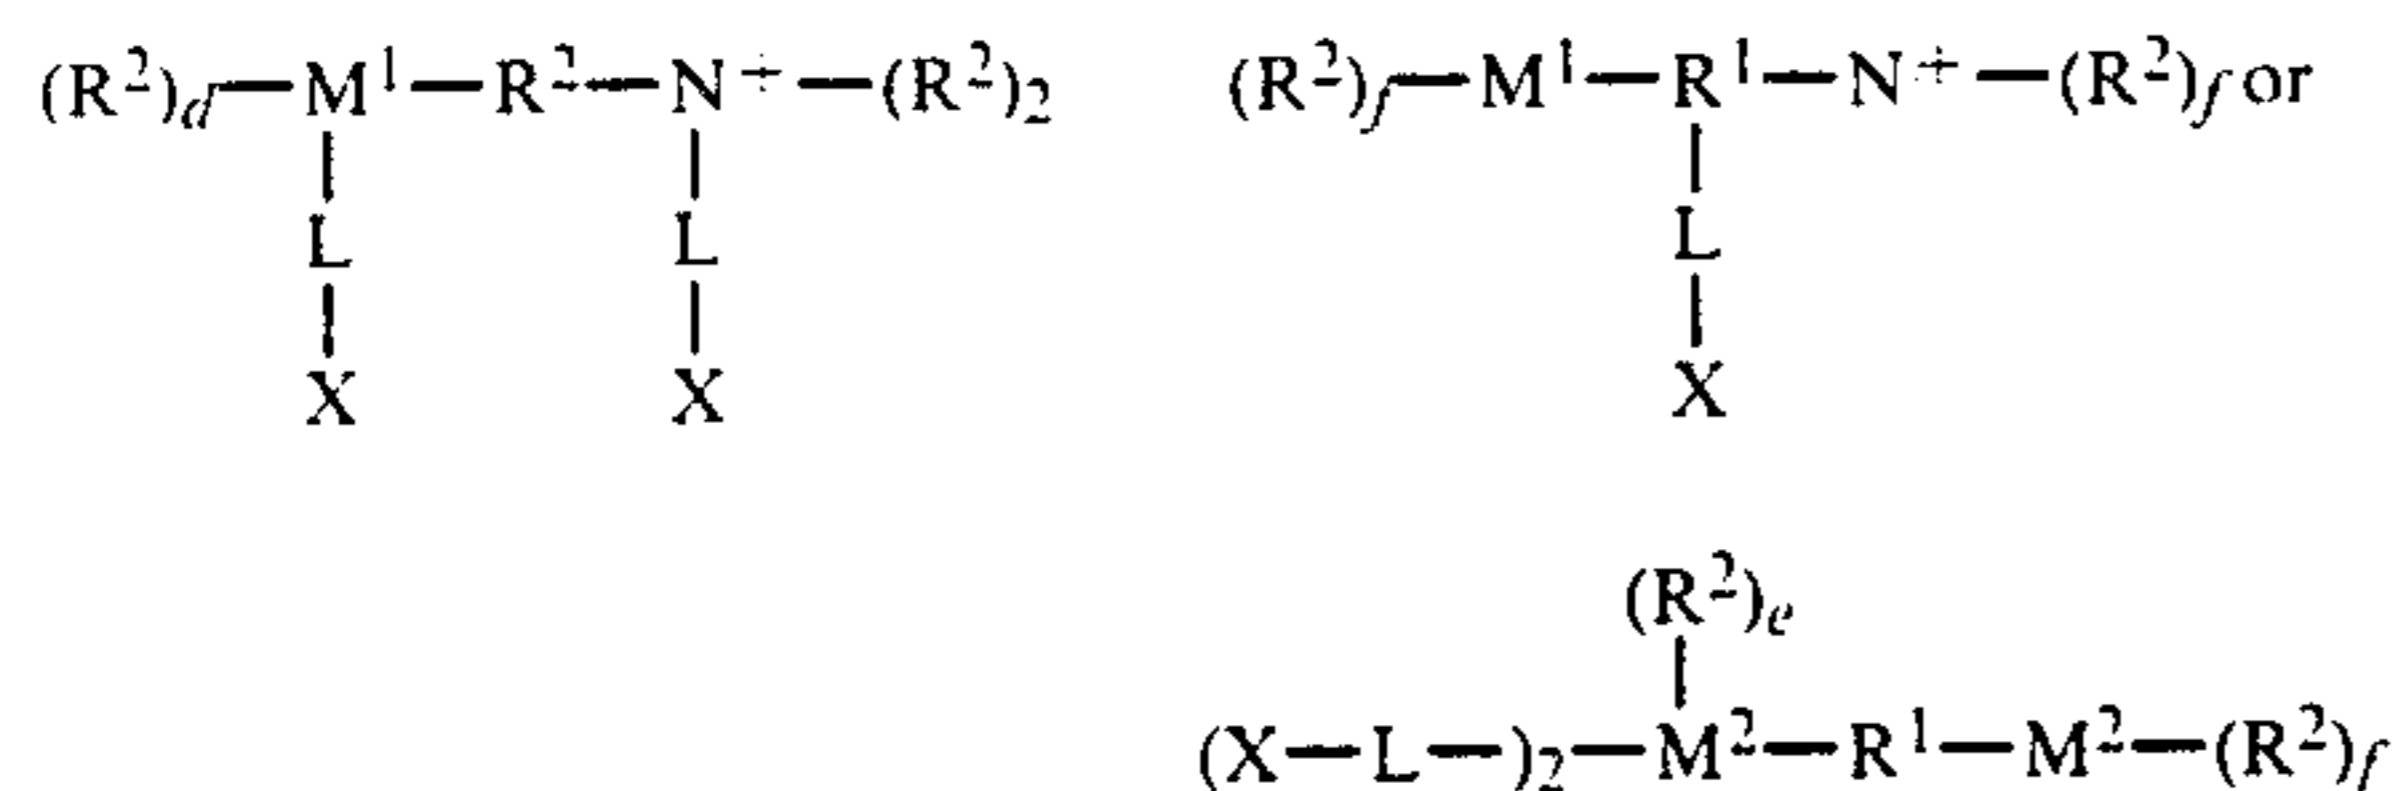 (R²)d—M¹—R²—N⁺—(R²)₂
L L
X X
(R²)f—M¹—R¹—N⁺—(R²)f or
L
X
(R²)e
(X—L—)₂—M²—R¹—M²—(R²)f